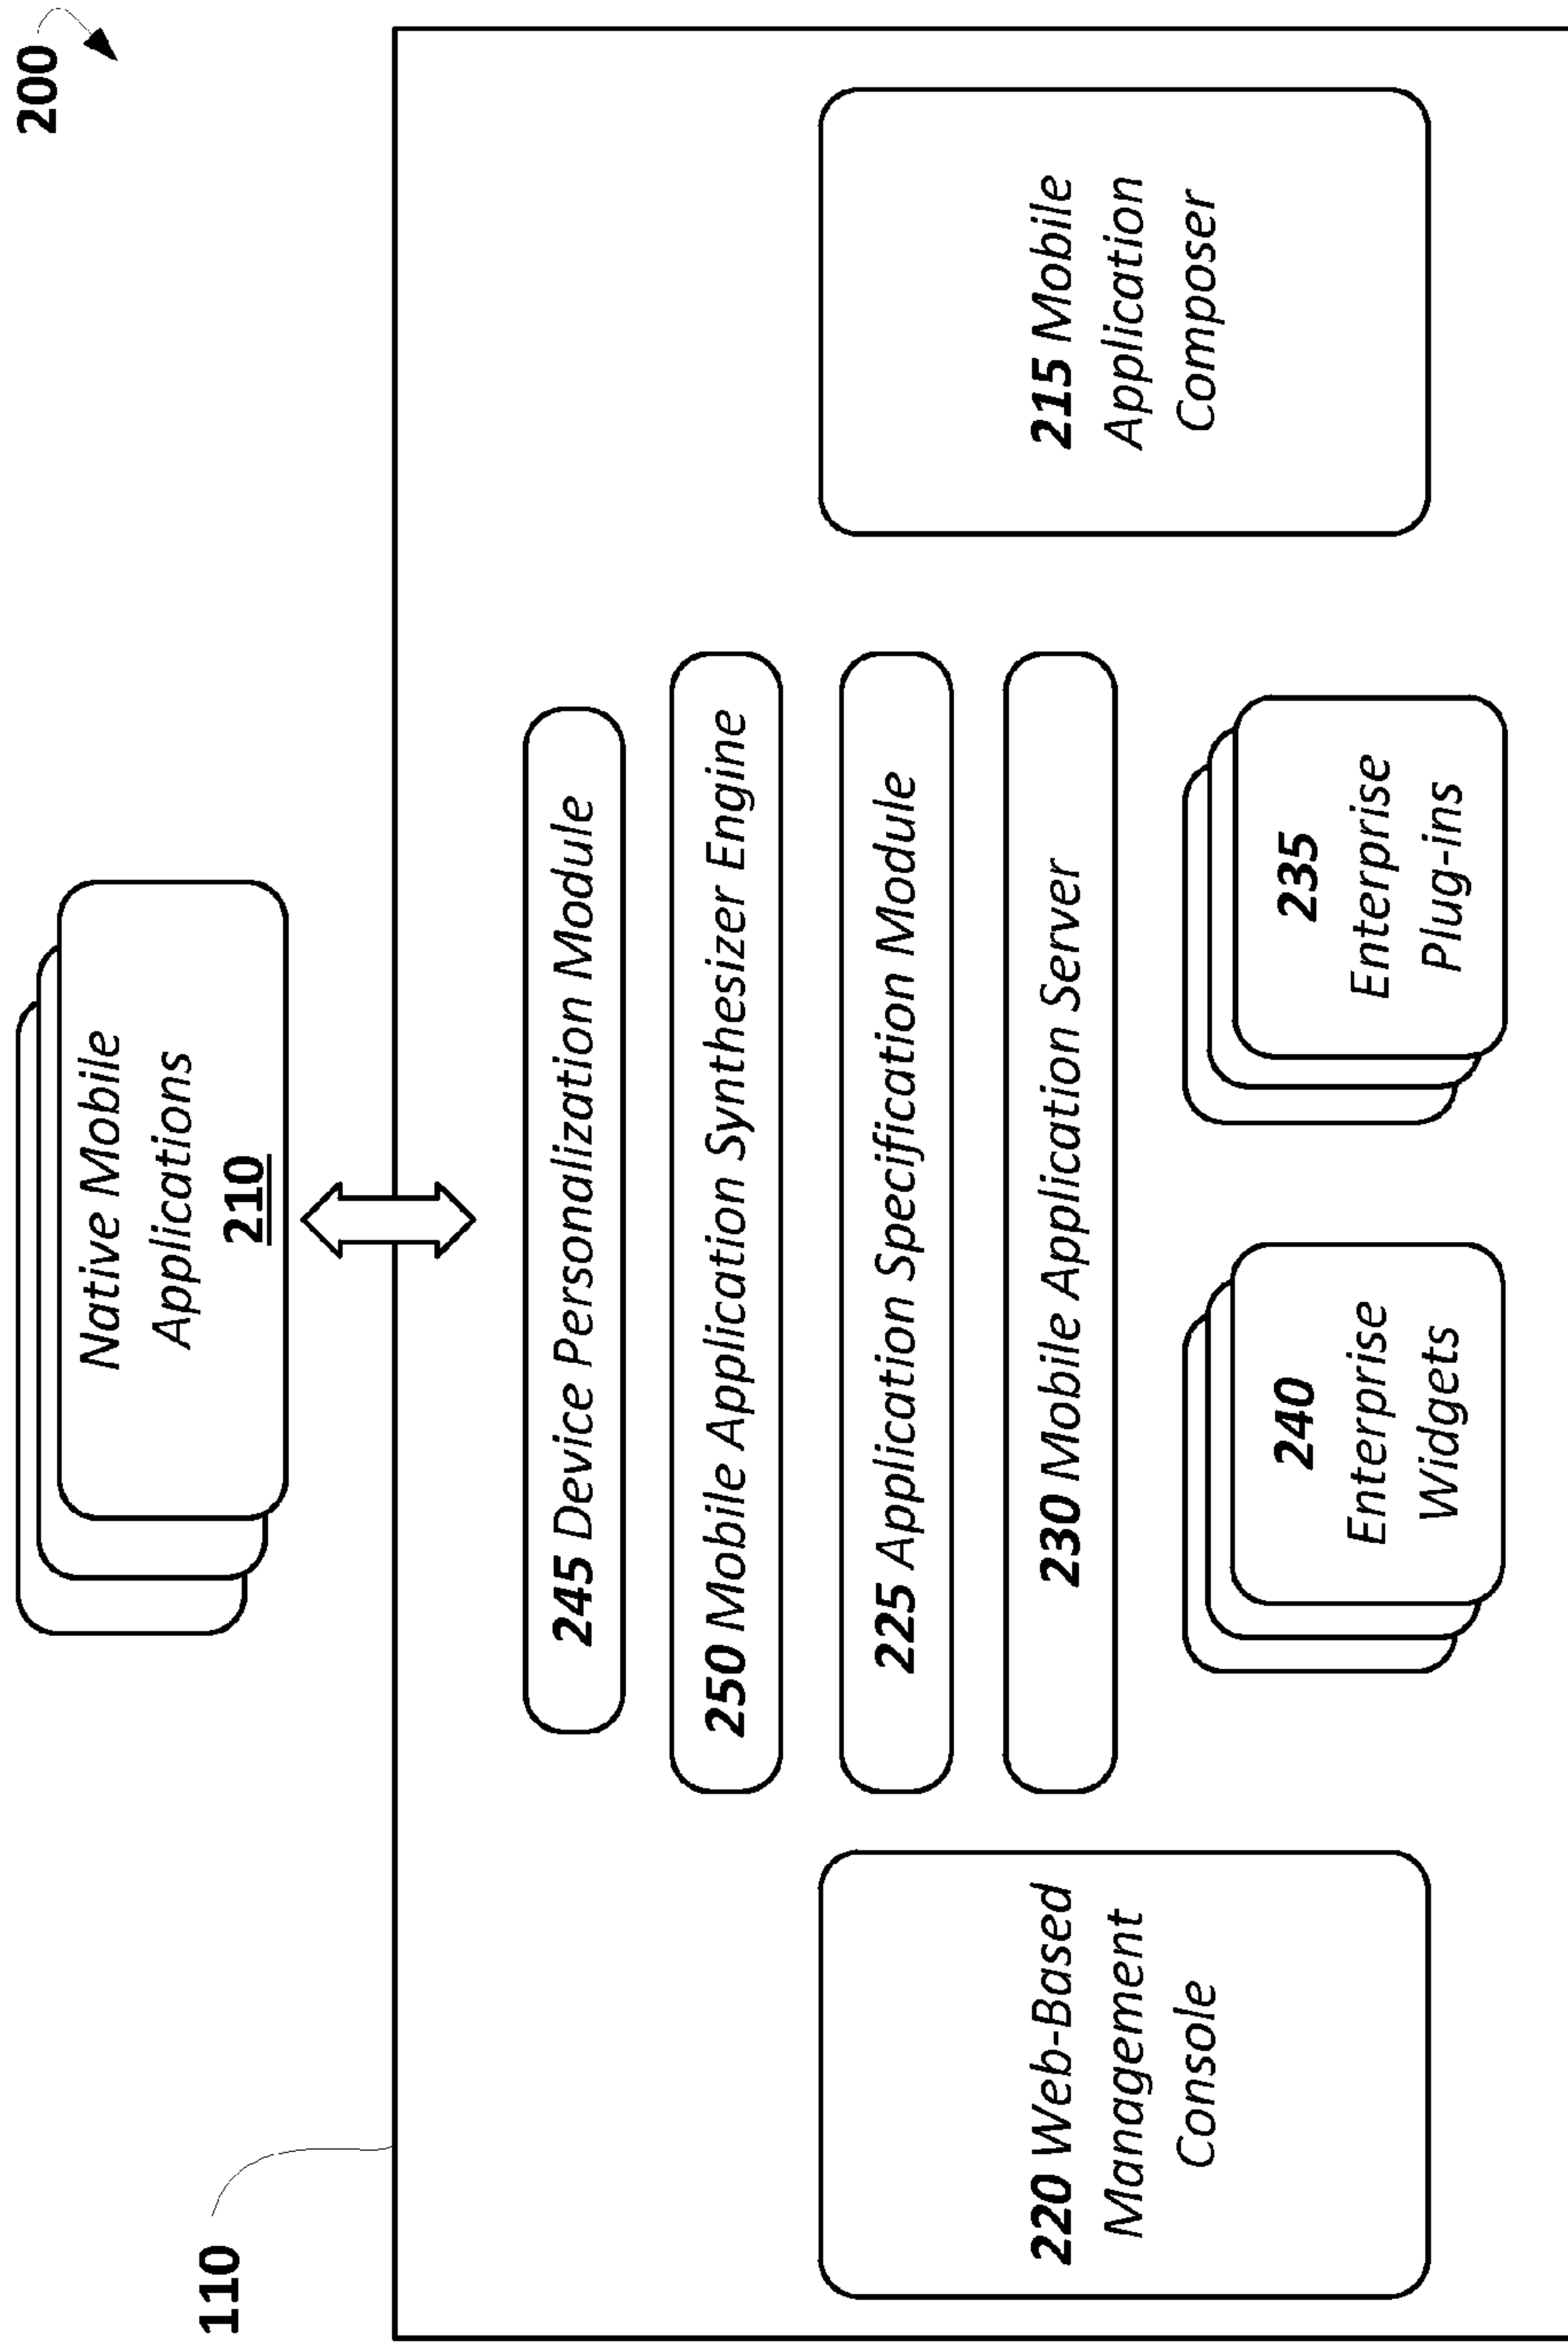 200
110
Native Mobile
Applications
210
245 Device Personalization Module
250 Mobile Application Synthesizer Engine
225 Application Specification Module
230 Mobile Application Server
220 Web-Based
Management
Console
240
Enterprise
Widgets
235
Enterprise
Plug-ins
215 Mobile
Application
Composer